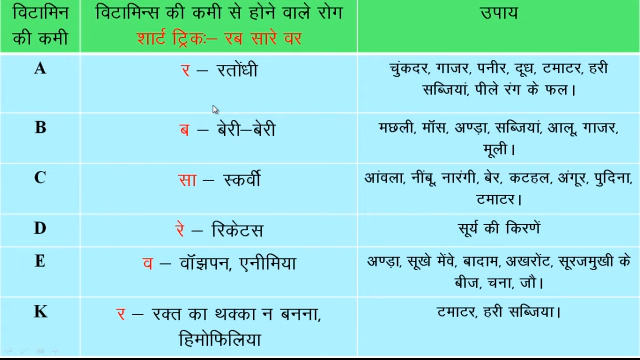 विटामिन
की कमी
विटामिन्स की कमी से होने वाले रोग
शार्ट ट्रिकः– रब सारे वर
उपाय
A
र – रतोंधी
चुंकदर, गाजर, पनीर, दूध, टमाटर, हरी
सब्जियां, पीले रंग के फल।
B
ब – बेरी–बेरी
मछली, मॉस, अण्ड़ा, सब्जियां, आलू, गाजर,
मूली।
C
सा – स्कर्वी
आंवला, नींबू, नारंगी, बेर, कटहल, अंगूर, पुदिना,
टमाटर।
D
रे – रिकेटस
सूर्य की किरणें
E
व – वॉझपन, एनीमिया
अण्ड़ा, सूखे मेंवे, बादाम, अखरोंट, सूरजमुखी के
बीज, चना, जौ।
K
र – रक्त का थक्का न बनना,
हिमोफिलिया
टमाटर, हरी सब्जिया।